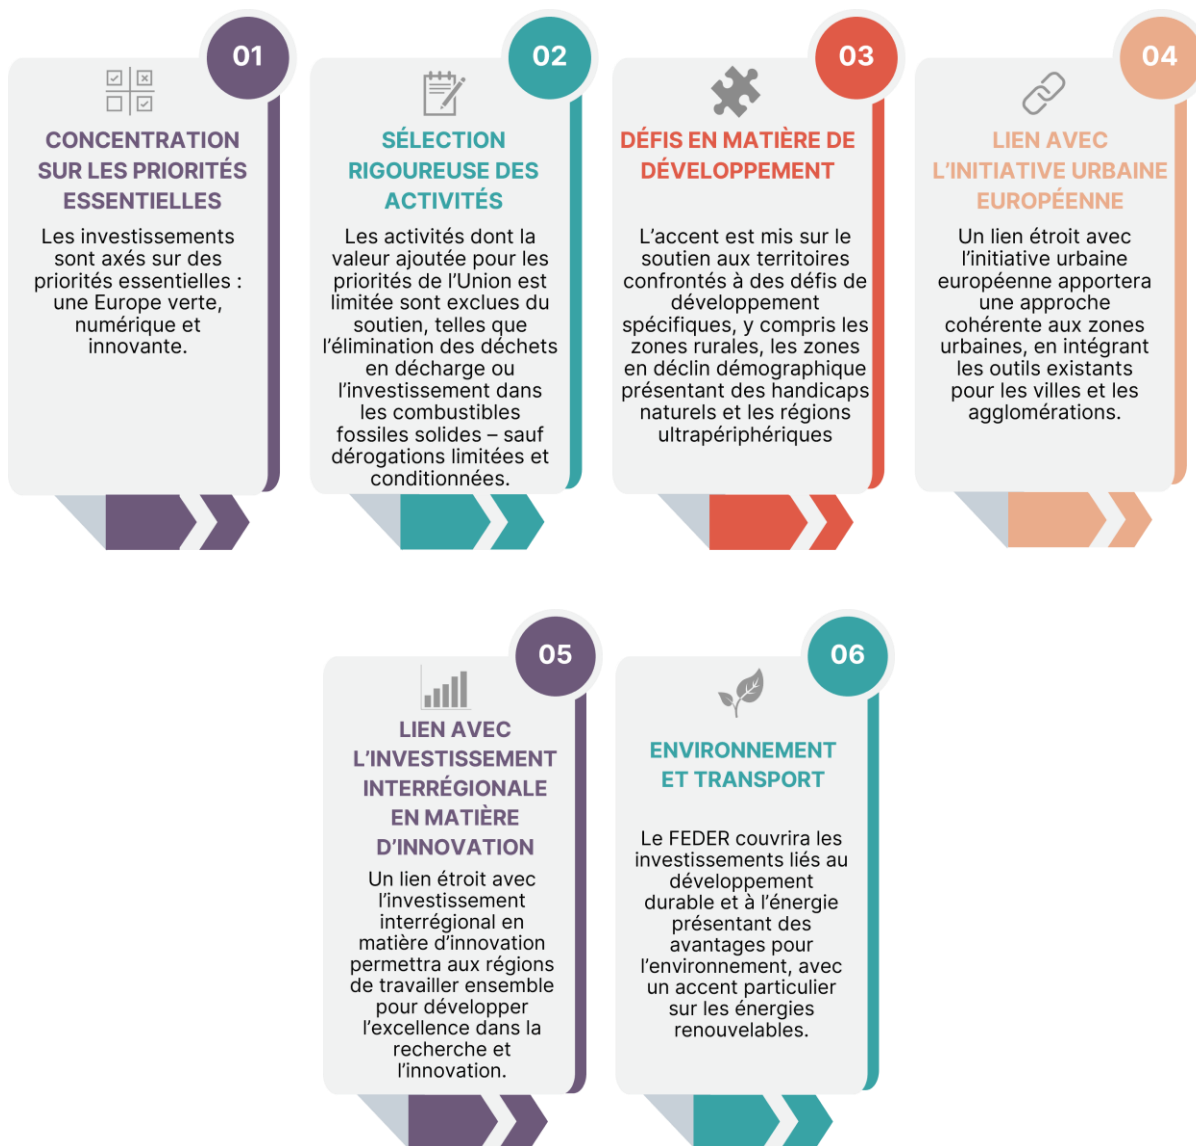 01
CONCENTRATION
SUR LES PRIORITÉS
ESSENTIELLES
Les investissements
sont axés sur des
priorités essentielles :
une Europe verte,
numérique et
innovante.
02
SÉLECTION
RIGOUREUSE DES
ACTIVITÉS
Les activités dont la
valeur ajoutée pour les
priorités de l’Union est
limitée sont exclues du
soutien, telles que
l’élimination des déchets
en décharge ou
l’investissement dans
les combustibles
fossiles solides – sauf
dérogations limitées et
conditionnées.
03
DÉFIS EN MATIÈRE DE
DÉVELOPPEMENT
L’accent est mis sur le
soutien aux territoires
confrontés à des défis de
développement
spécifiques, y compris les
zones rurales, les zones
en déclin démographique
présentant des handicaps
naturels et les régions
ultrapériphériques
04
LIEN AVEC
L’INITIATIVE URBAINE
EUROPÉENNE
Un lien étroit avec
l’initiative urbaine
européenne apportera
une approche
cohérente aux zones
urbaines, en intégrant
les outils existants
pour les villes et les
agglomérations.
05
LIEN AVEC
L’INVESTISSEMENT
INTERRÉGIONALE
EN MATIÈRE
D’INNOVATION
Un lien étroit avec
l’investissement
interrégional en
matière d’innovation
permettra aux régions
de travailler ensemble
pour développer
l’excellence dans la
recherche et
l’innovation.
06
ENVIRONNEMENT
ET TRANSPORT
Le FEDER couvrira les
investissements liés au
développement
durable et à l’énergie
présentant des
avantages pour
l’environnement, avec
un accent particulier
sur les énergies
renouvelables.